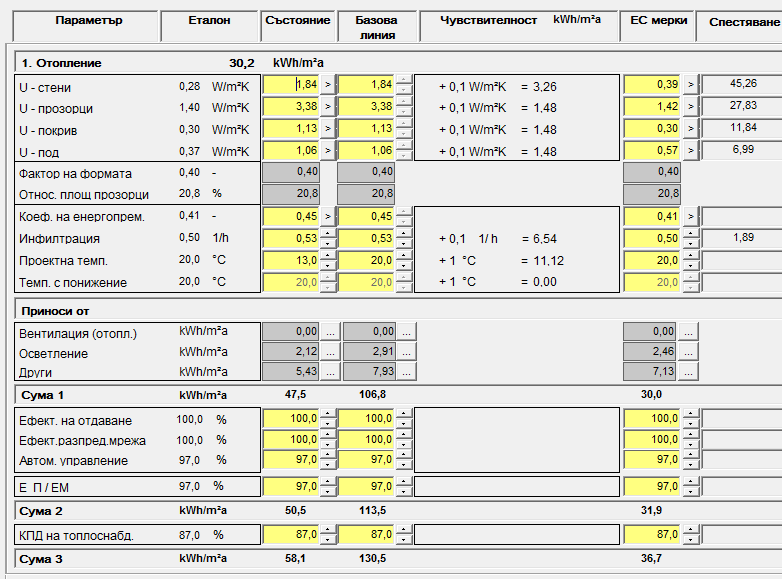 Параметър Еталон Състояние Базова линия Чувствителност kWh/m²a ЕС мерки Спестяване
1. Отопление 30,2 kWh/m²a
U - стени 0,28 W/m²K 1,84 > 1,84 + 0,1 W/m²K = 3,26 0,39 > 45,26
U - прозорци 1,40 W/m²K 3,38 > 3,38 + 0,1 W/m²K = 1,48 1,42 > 27,83
U - покрив 0,30 W/m²K 1,13 > 1,13 + 0,1 W/m²K = 1,48 0,30 > 11,84
U - под 0,37 W/m²K 1,06 > 1,06 + 0,1 W/m²K = 1,48 0,57 > 6,99
Фактор на формата 0,40 - 0,40 0,40 0,40
Относ. площ прозорци 20,8 % 20,8 20,8 20,8
Коеф. на енергопрем. 0,41 - 0,45 > 0,45 0,41 >
Инфилтрация 0,50 1/h 0,53 0,53 + 0,1 1/ h = 6,54 0,50 1,89
Проектна темп. 20,0 °C 13,0 20,0 + 1 °C = 11,12 20,0
Темп. с понижение 20,0 °C 20,0 20,0 + 1 °C = 0,00 20,0
Приноси от
Вентилация (отопл.) kWh/m²a 0,00 ... 0,00 ... 0,00 ...
Осветление kWh/m²a 2,12 ... 2,91 ... 2,46 ...
Други kWh/m²a 5,43 ... 7,93 ... 7,13 ...
Сума 1 kWh/m²a 47,5 106,8 30,0
Ефект. на отдаване 100,0 % 100,0 100,0 100,0
Ефект.разпред.мрежа 100,0 % 100,0 100,0 100,0
Автом. управление 97,0 % 97,0 97,0 97,0
Е П / ЕМ 97,0 % 97,0 97,0 97,0
Сума 2 kWh/m²a 50,5 113,5 31,9
КПД на топлоснабд. 87,0 % 87,0 87,0 87,0
Сума 3 kWh/m²a 58,1 130,5 36,7